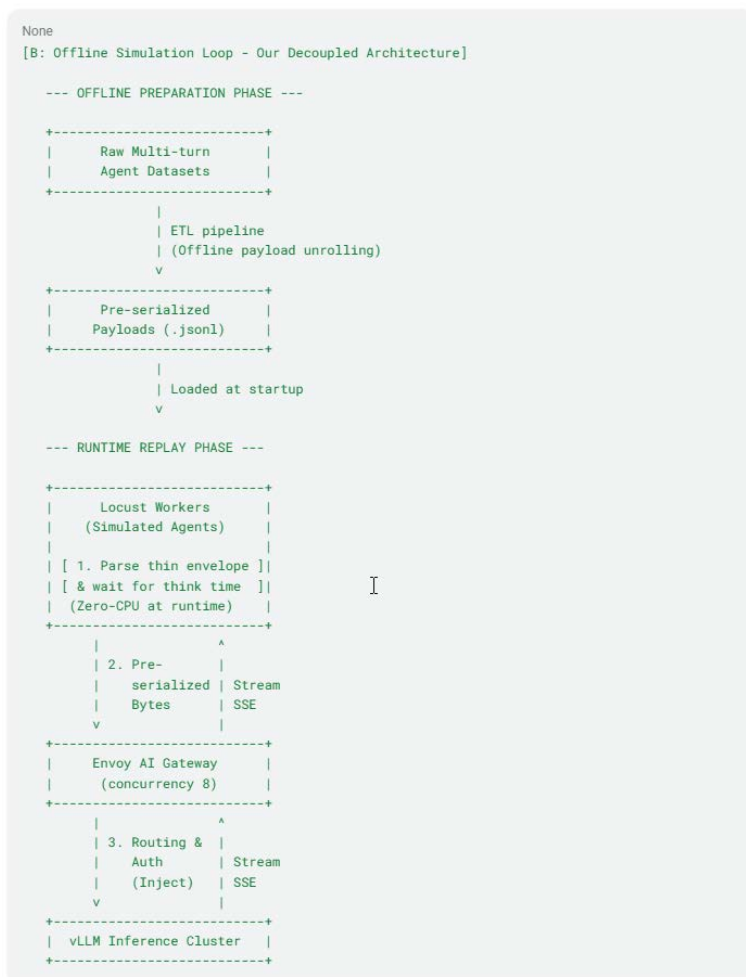 None
[B: Offline Simulation Loop - Our Decoupled Architecture]
--- OFFLINE PREPARATION PHASE ---
+---------------------------+
|      Raw Multi-turn       |
|      Agent Datasets       |
+---------------------------+
              |
              | ETL pipeline
              | (Offline payload unrolling)
              v
+---------------------------+
|      Pre-serialized       |
|     Payloads (.jsonl)     |
+---------------------------+
              |
              | Loaded at startup
              v
--- RUNTIME REPLAY PHASE ---
+---------------------------+
|      Locust Workers       |
|    (Simulated Agents)     |
|                           |
| [ 1. Parse thin envelope ]|
| [ & wait for think time  ]|
|  (Zero-CPU at runtime)    |
+---------------------------+
      |               ^
      | 2. Pre-       |
      |    serialized | Stream
      |    Bytes      | SSE
      v               |
+---------------------------+
|     Envoy AI Gateway      |
|      (concurrency 8)      |
+---------------------------+
      |               ^
      | 3. Routing &  |
      |    Auth       | Stream
      |    (Inject)   | SSE
      v               |
+---------------------------+
|  vLLM Inference Cluster   |
+---------------------------+